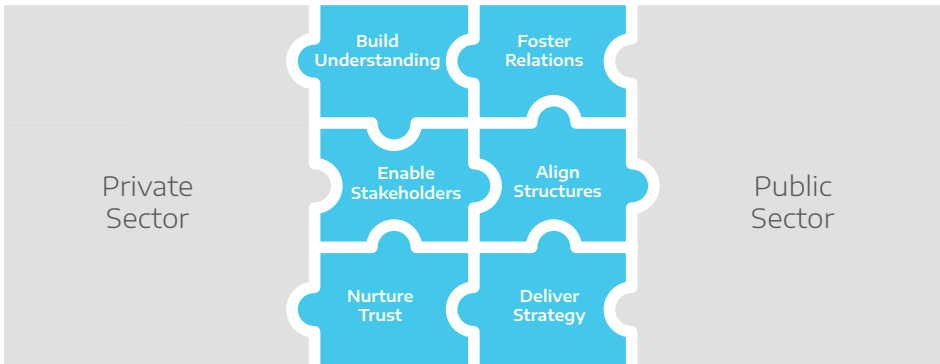 Build
Understanding
Foster
Relations
Private
Sector
Enable
Stakeholders
Align
Structures
Public
Sector
Nurture
Trust
Deliver
Strategy